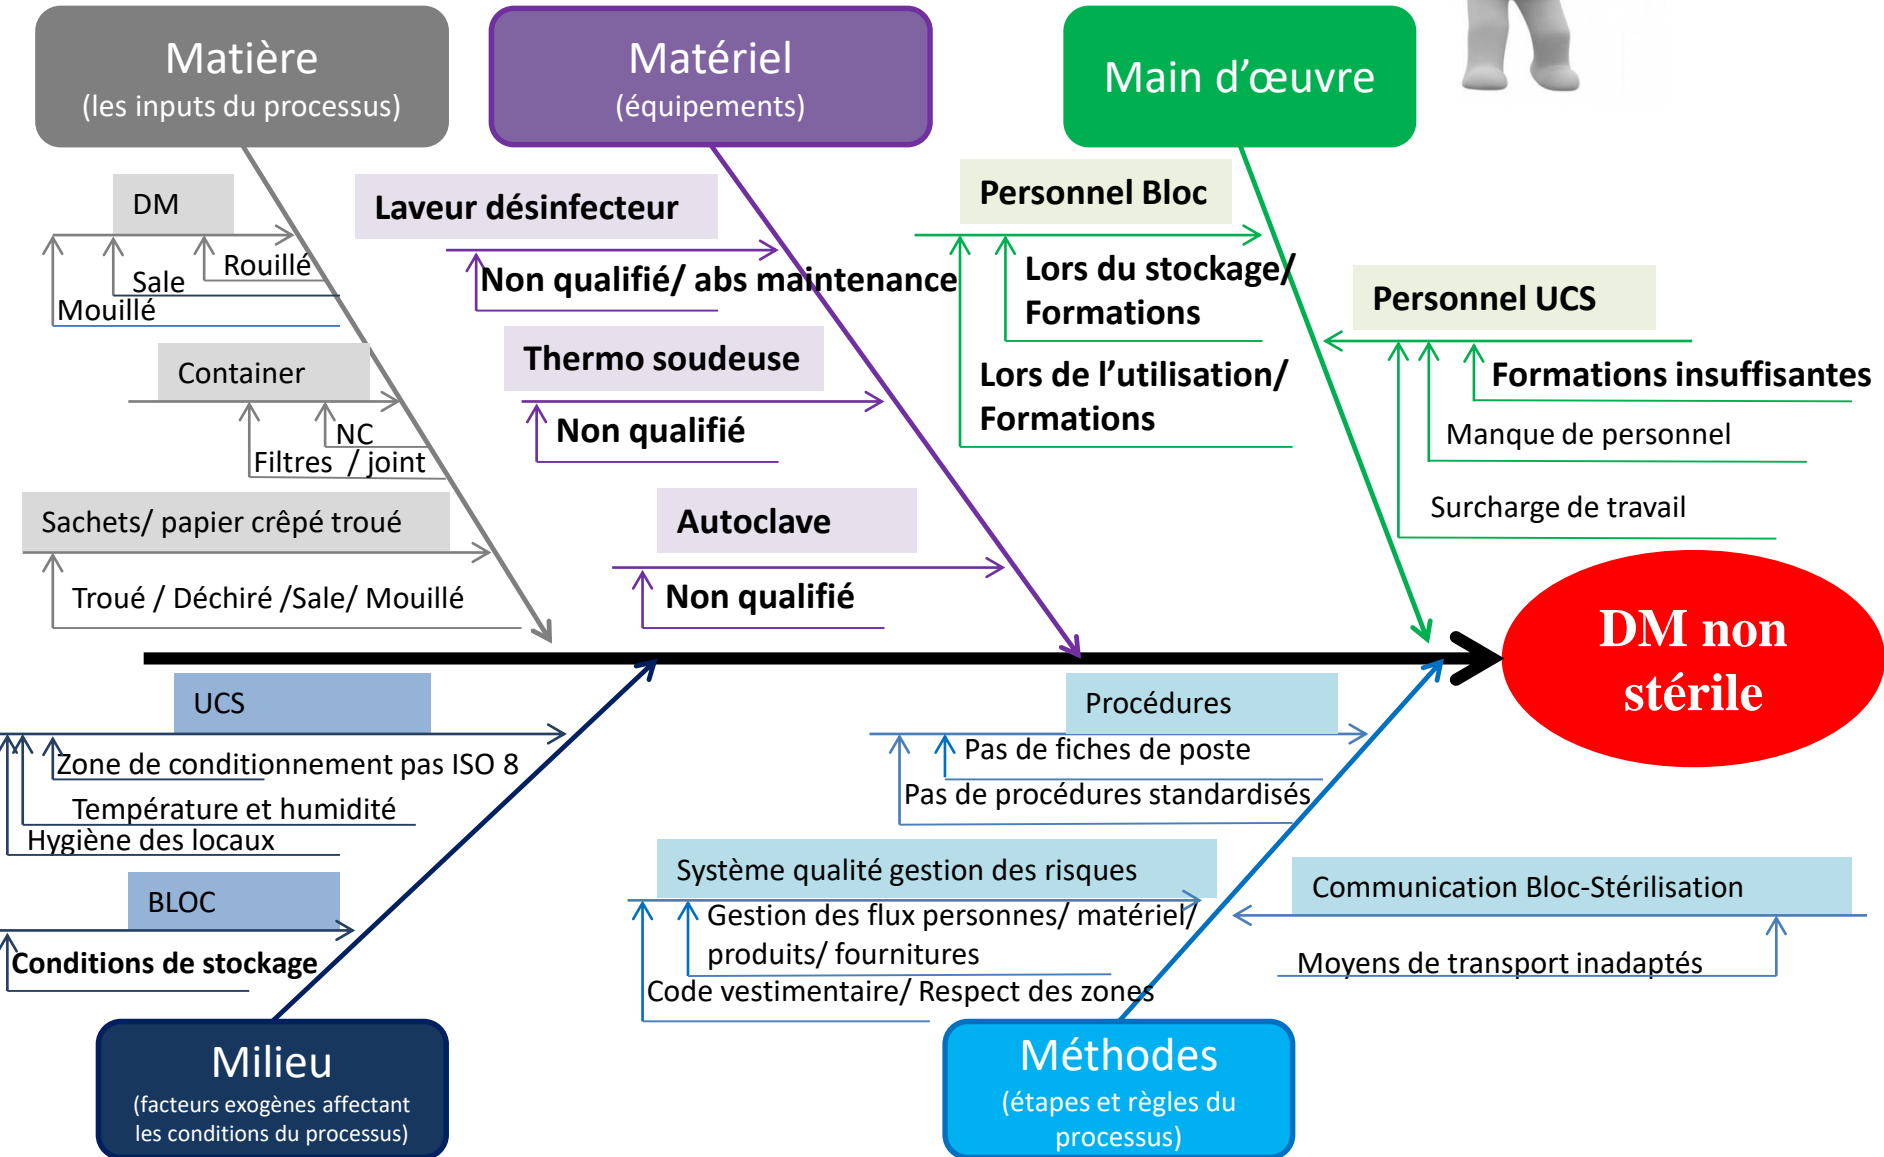 Matière
(les inputs du processus)
Matériel
(équipements)
Main d’œuvre
DM
Rouillé
Sale
Mouillé
Container
NC
Filtres / joint
Sachets/ papier crêpé troué
Troué / Déchiré /Sale/ Mouillé
Laveur désinfecteur
Non qualifié/ abs maintenance
Thermo soudeuse
Non qualifié
Autoclave
Non qualifié
Personnel Bloc
Lors du stockage/
Formations
Lors de l’utilisation/
Formations
Personnel UCS
Formations insuffisantes
Manque de personnel
Surcharge de travail
DM non
stérile
UCS
Zone de conditionnement pas ISO 8
Température et humidité
Hygiène des locaux
BLOC
Conditions de stockage
Procédures
Pas de fiches de poste
Pas de procédures standardisés
Système qualité gestion des risques
Gestion des flux personnes/ matériel/
produits/ fournitures
Code vestimentaire/ Respect des zones
Communication Bloc-Stérilisation
Moyens de transport inadaptés
Milieu
(facteurs exogènes affectant
les conditions du processus)
Méthodes
(étapes et règles du
processus)